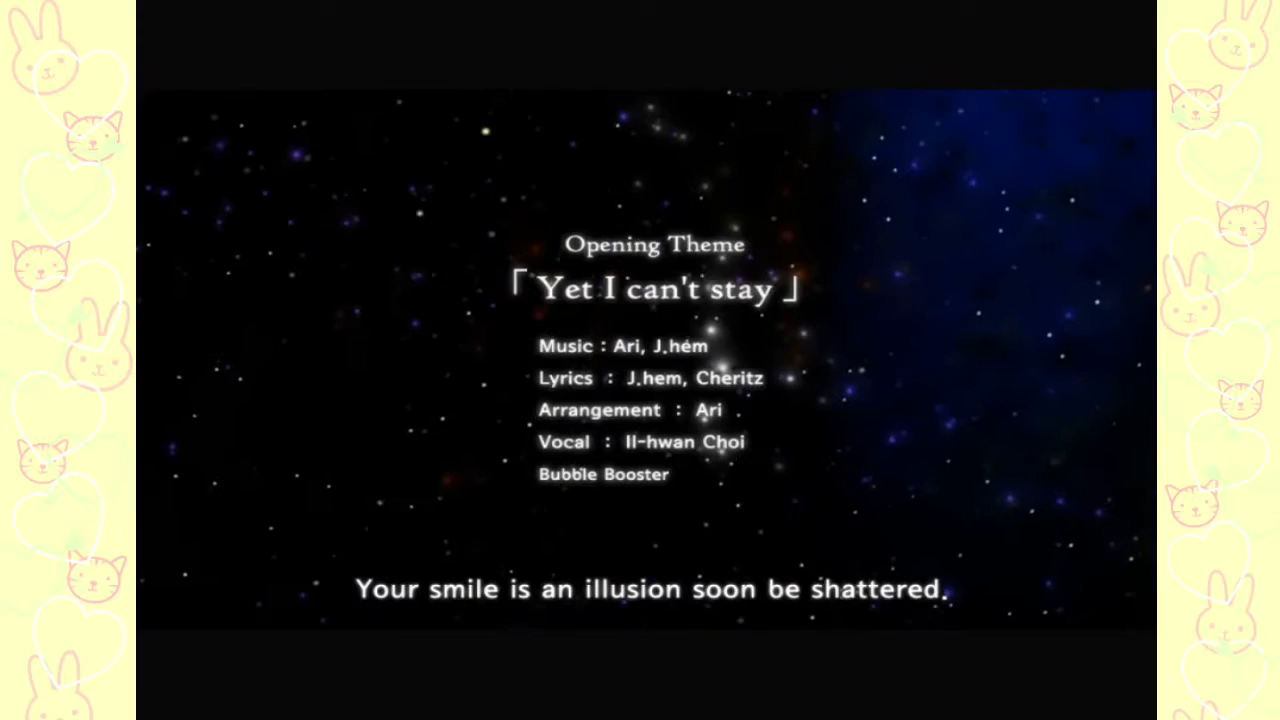 Opening Theme
「Yet I can't stay」
Music : Ari, J.hem
Lyrics : J.hem, Cheritz
Arrangement : Ari
Vocal : Il-hwan Choi
Bubble Booster
Your smile is an illusion soon be shattered.